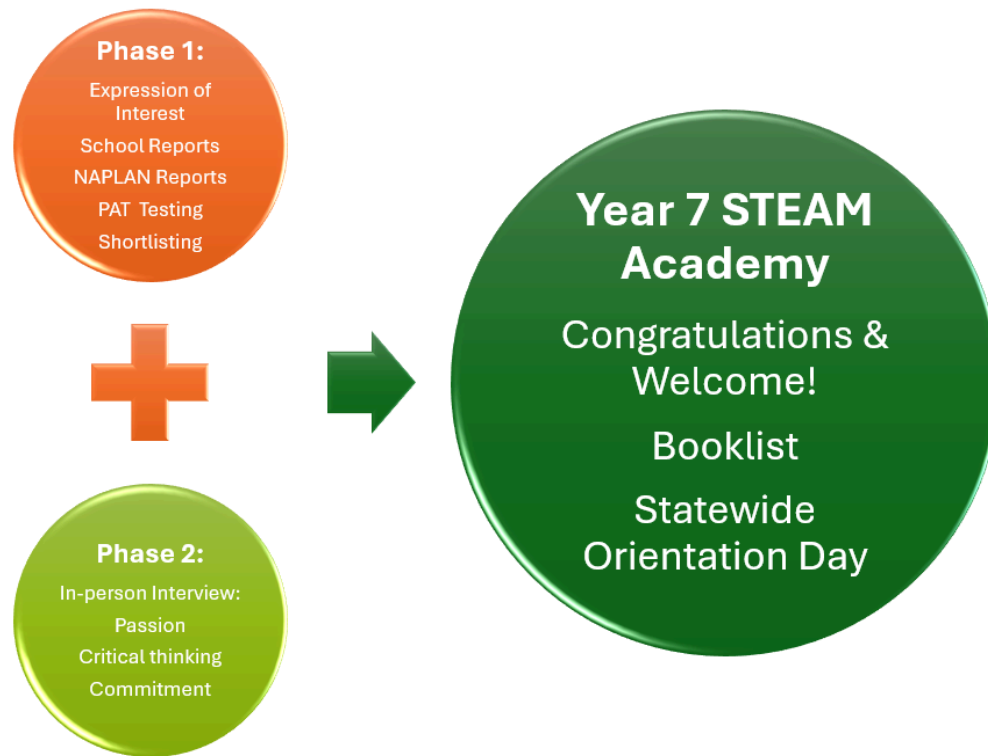 Phase 1:
Expression of
Interest
School Reports
NAPLAN Reports
PAT Testing
Shortlisting
Phase 2:
In-person Interview:
Passion
Critical thinking
Commitment
Year 7 STEAM
Academy
Congratulations &
Welcome!
Booklist
Statewide
Orientation Day